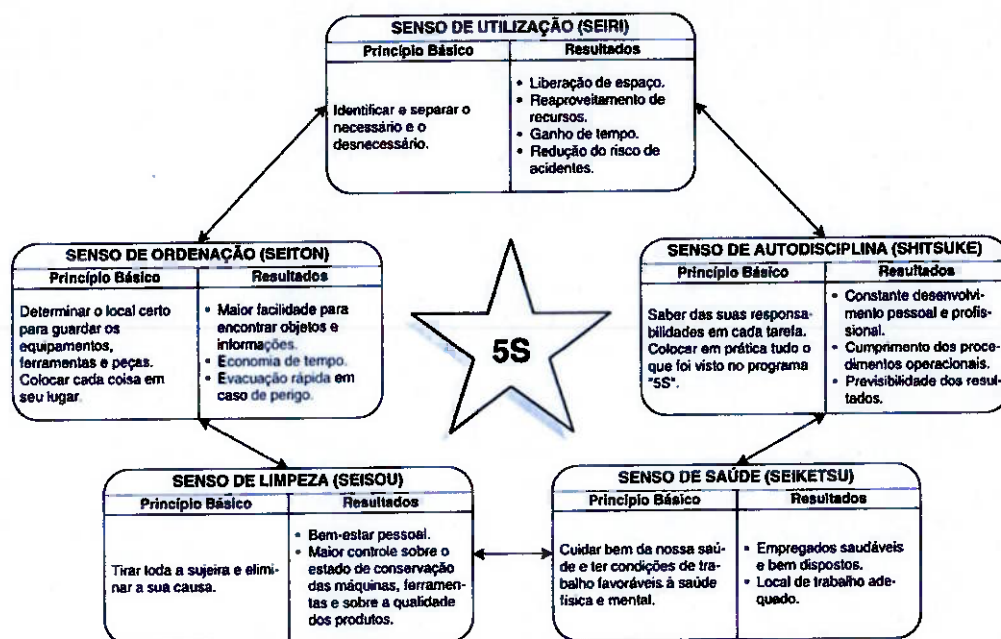 SENSO DE UTILIZAÇÃO (SEIRI)
Princípio Básico
Identificar e separar o
necessário e o
desnecessário.
Resultados
• Liberação de espaço.
• Reaproveitamento de
recursos.
• Ganho de tempo.
• Redução do risco de
acidentes.
SENSO DE ORDENAÇÃO (SEITON)
Princípio Básico
Determinar o local certo
para guardar os
equipamentos,
ferramentas e peças.
Colocar cada coisa em
seu lugar.
Resultados
• Maior facilidade para
encontrar objetos e
informações.
• Economia de tempo.
• Evacuação rápida em
caso de perigo.
5S
SENSO DE AUTODISCIPLINA (SHITSUKE)
Princípio Básico
Saber das suas responsa-
bilidades em cada tarefa.
Colocar em prática tudo o
que foi visto no programa
"5S".
Resultados
• Constante desenvolvi-
mento pessoal e profis-
sional.
• Cumprimento dos proce-
dimentos operacionais.
• Previsibilidade dos resul-
tados.
SENSO DE LIMPEZA (SEISOU)
Princípio Básico
Tirar toda a sujeira e elimi-
nar a sua causa.
Resultados
• Bem-estar pessoal.
• Maior controle sobre o
estado de conservação
das máquinas, ferramen-
tas e sobre a qualidade
dos produtos.
SENSO DE SAÚDE (SEIKETSU)
Princípio Básico
Cuidar bem da nossa saú-
de e ter condições de tra-
balho favoráveis à saúde
física e mental.
Resultados
• Empregados saudáveis
e bem dispostos.
• Local de trabalho ade-
quado.